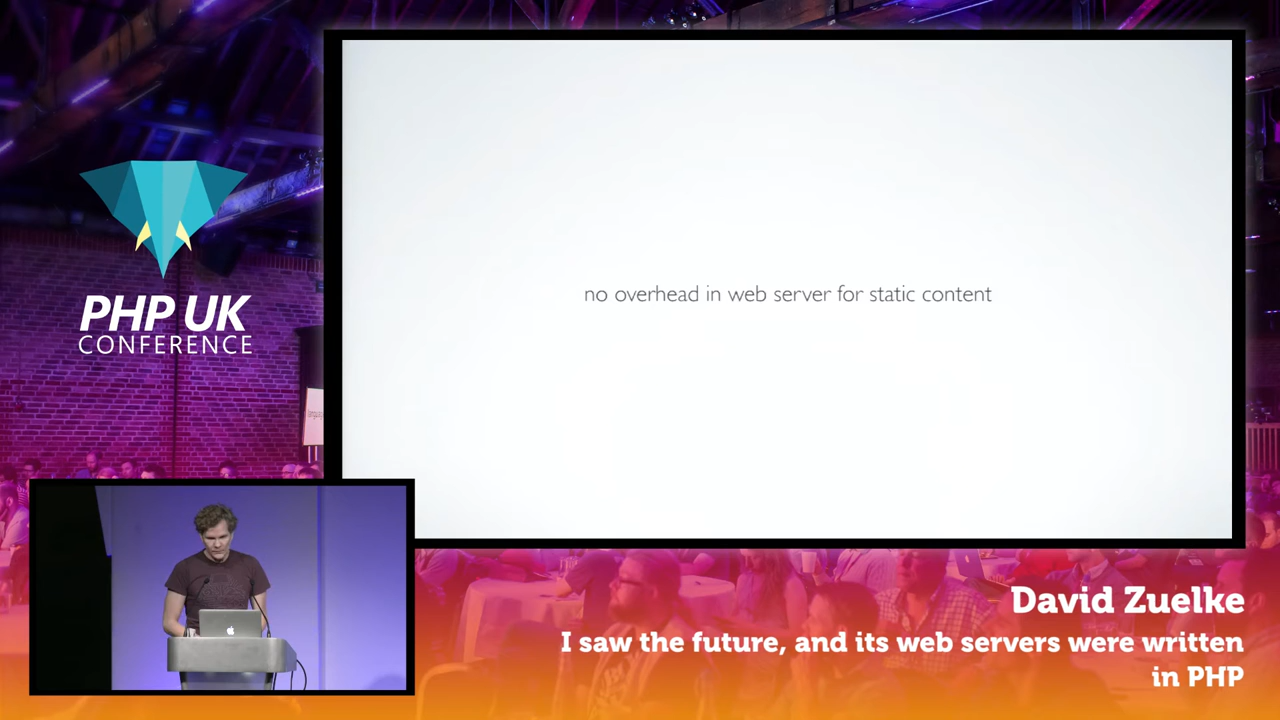 no overhead in web server for static content
PHP UK
CONFERENCE
David Zuelke
I saw the future, and its web servers were written
in PHP